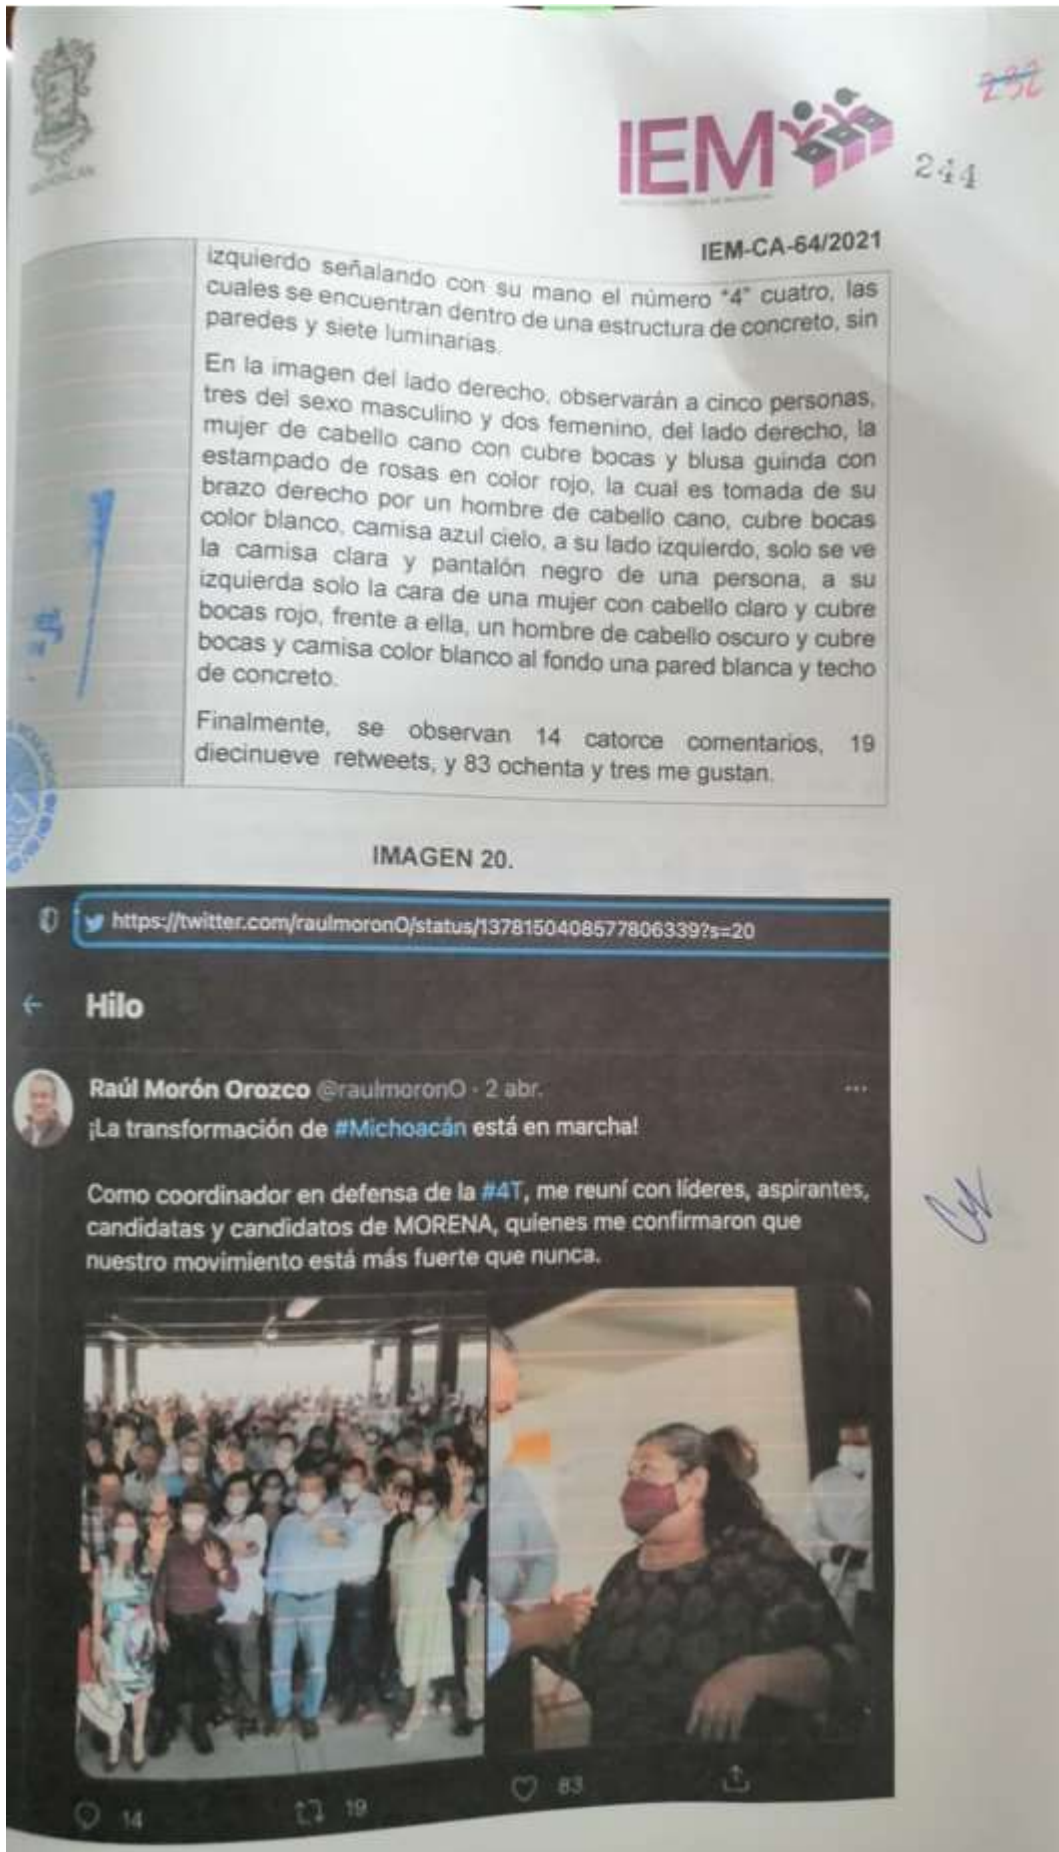 232
IEM
244
MICHOACÁN
INSTITUTO ELECTORAL DE MICHOACÁN
IEM-CA-64/2021
izquierdo señalando con su mano el número "4" cuatro, las
cuales se encuentran dentro de una estructura de concreto, sin
paredes y siete luminarias.
En la imagen del lado derecho, observarán a cinco personas,
tres del sexo masculino y dos femenino, del lado derecho, la
mujer de cabello cano con cubre bocas y blusa guinda con
estampado de rosas en color rojo, la cual es tomada de su
brazo derecho por un hombre de cabello cano, cubre bocas
color blanco, camisa azul cielo, a su lado izquierdo, solo se ve
la camisa clara y pantalón negro de una persona, a su
izquierda solo la cara de una mujer con cabello claro y cubre
bocas rojo, frente a ella, un hombre de cabello oscuro y cubre
bocas y camisa color blanco al fondo una pared blanca y techo
de concreto.
Finalmente, se observan 14 catorce comentarios, 19
diecinueve retweets, y 83 ochenta y tres me gustan.
IMAGEN 20.
https://twitter.com/raulmoronO/status/1378150408577806339?s=20
Hilo
Raúl Morón Orozco @raulmoronO · 2 abr.
¡La transformación de #Michoacán está en marcha!
Como coordinador en defensa de la #4T, me reuní con líderes, aspirantes,
candidatas y candidatos de MORENA, quienes me confirmaron que
nuestro movimiento está más fuerte que nunca.
14
19
83